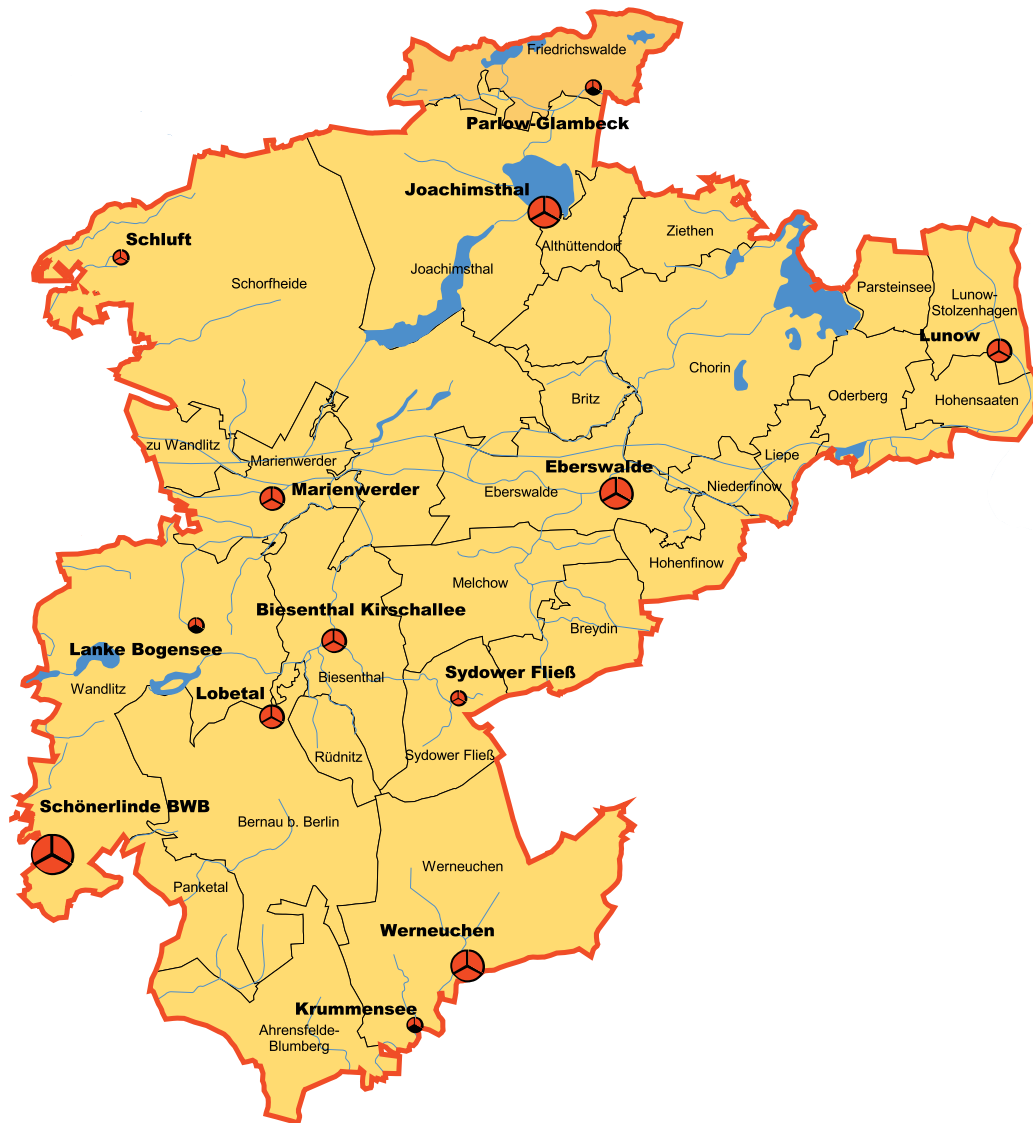 Friedrichswalde
Parlow-Glambeck
Joachimsthal
Schluft
Ziethen
Althüttendorf
Joachimsthal
Schorfheide
Parsteinsee
Lunow-
Stolzenhagen
Lunow
Chorin
Oderberg
Britz
Hohensaaten
zu Wandlitz
Marienwerder
Liepe
Eberswalde
Niederfinow
Marienwerder
Eberswalde
Hohenfinow
Melchow
Biesenthal Kirschallee
Breydin
Lanke Bogensee
Sydower Fließ
Biesenthal
Wandlitz
Lobetal
Rüdnitz
Sydower Fließ
Schönerlinde BWB
Bernau b. Berlin
Werneuchen
Panketal
Werneuchen
Krummensee
Ahrensfelde-
Blumberg